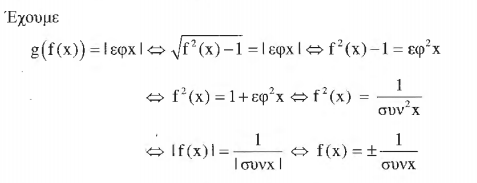 Έχουμε
g(f(x)) = |εφx| ⇔ √(f²(x)−1) = |εφx| ⇔ f²(x)−1 = εφ²x
⇔ f²(x) = 1+εφ²x ⇔ f²(x) = 1/συν²x
⇔ |f(x)| = 1/|συνx| ⇔ f(x) = ± 1/συνx